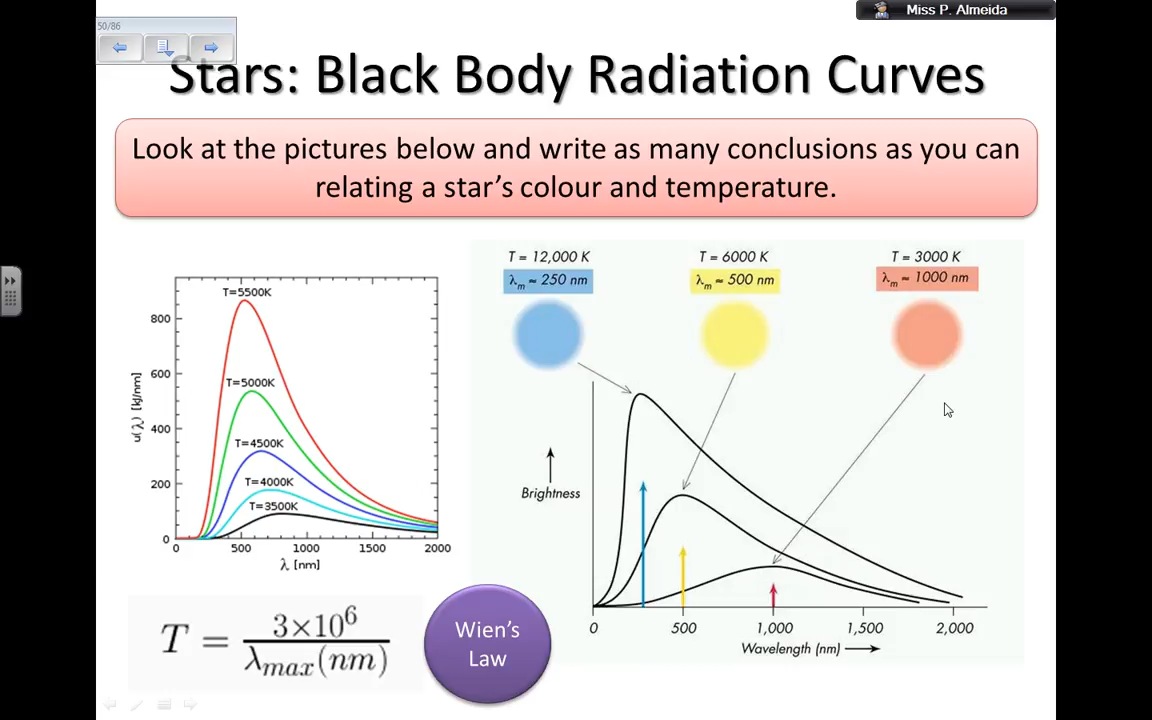 50/86
Miss P. Almeida
Stars: Black Body Radiation Curves
Look at the pictures below and write as many conclusions as you can
relating a star’s colour and temperature.
T=5500K
T=5000K
T=4500K
T=4000K
T=3500K
800
600
400
200
0
u(λ) [kJ/nm]
0 500 1000 1500 2000
λ [nm]
T = 12,000 K
λm ≈ 250 nm
T = 6000 K
λm ≈ 500 nm
T = 3000 K
λm ≈ 1000 nm
Brightness
0 500 1,000 1,500 2,000
Wavelength (nm)
T = 3×10⁶ / λmax(nm)
Wien’s
Law